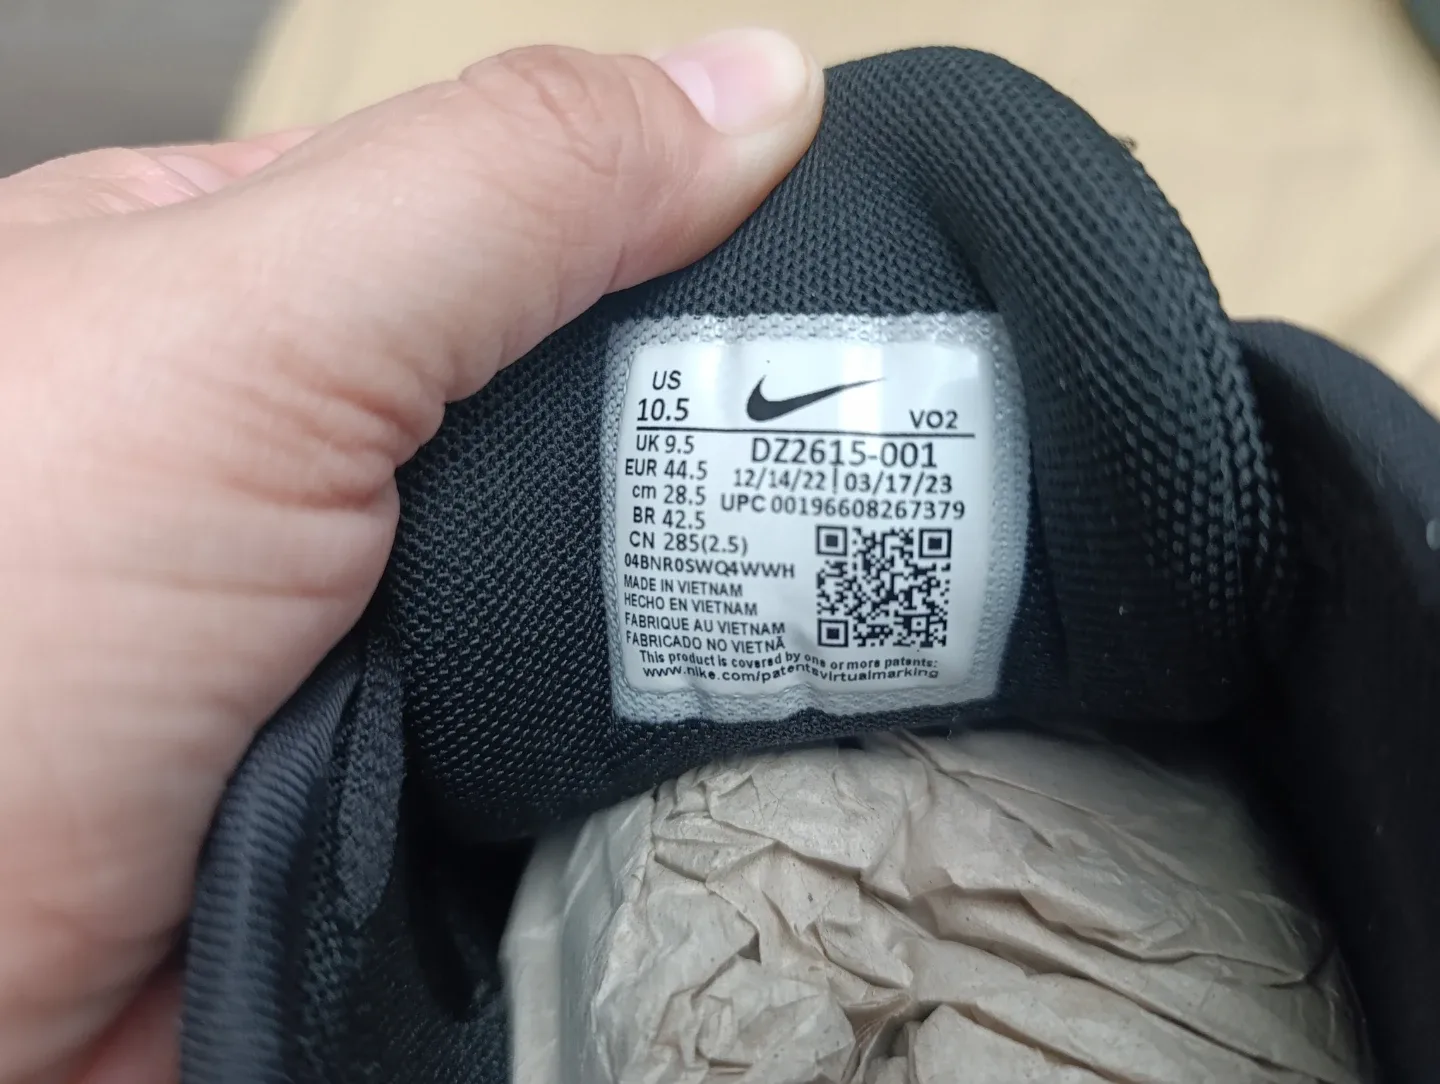 US
10.5
VO2
UK 9.5
EUR 44.5
cm 28.5
BR 42.5
CN 285(2.5)
DZ2615-001
12/14/22 | 03/17/23
UPC 00196608267379
04BNR0SWQ4WWH
MADE IN VIETNAM
HECHO EN VIETNAM
FABRIQUE AU VIETNAM
FABRICADO NO VIETNÃ
This product is covered by one or more patents:
www.nike.com/patentsvirtualmarking